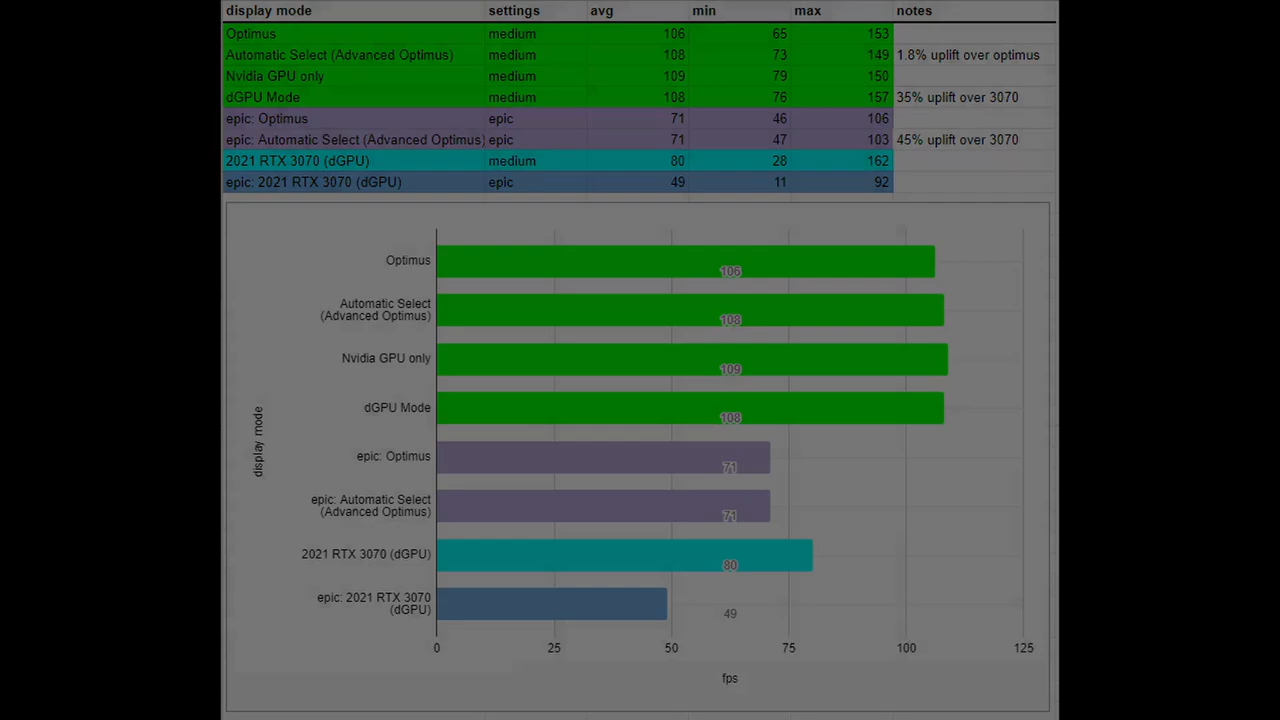 display mode settings avg min max notes
Optimus medium 106 65 153
Automatic Select (Advanced Optimus) medium 108 73 149 1.8% uplift over optimus
Nvidia GPU only medium 109 79 150
dGPU Mode medium 108 76 157 35% uplift over 3070
epic: Optimus epic 71 46 106
epic: Automatic Select (Advanced Optimus) epic 71 47 103 45% uplift over 3070
2021 RTX 3070 (dGPU) medium 80 28 162
epic: 2021 RTX 3070 (dGPU) epic 49 11 92
display mode
Optimus 106
Automatic Select
(Advanced Optimus) 108
Nvidia GPU only 109
dGPU Mode 108
epic: Optimus 71
epic: Automatic Select
(Advanced Optimus) 71
2021 RTX 3070 (dGPU) 80
epic: 2021 RTX 3070
(dGPU) 49
0 25 50 75 100 125
fps